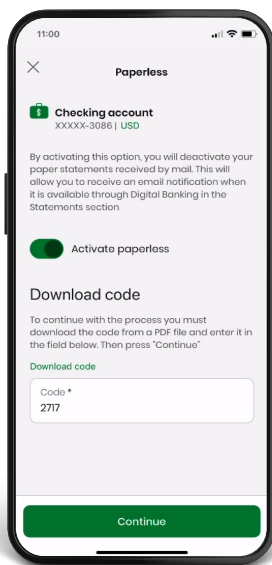 11:00
Paperless
Checking account
XXXXX-3086 | USD
By activating this option, you will deactivate your
paper statements received by mail. This will
allow you to receive an email notification when
it is available through Digital Banking in the
Statements section
Activate paperless
Download code
To continue with the process you must
download the code from a PDF file and enter it in
the field below. Then press "Continue"
Download code
Code *
2717
Continue